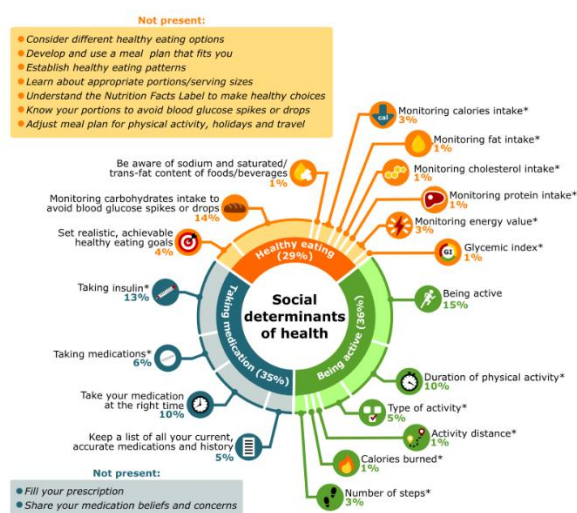 Not present:
Consider different healthy eating options
Develop and use a meal plan that fits you
Establish healthy eating patterns
Learn about appropriate portions/serving sizes
Understand the Nutrition Facts Label to make healthy choices
Know your portions to avoid blood glucose spikes or drops
Adjust meal plan for physical activity, holidays and travel
Be aware of sodium and saturated/
trans-fat content of foods/beverages
1%
Monitoring carbohydrates intake to
avoid blood glucose spikes or drops
14%
Set realistic, achievable
healthy eating goals
4%
cal
Monitoring calories intake*
3%
Monitoring fat intake*
1%
Monitoring cholesterol intake*
1%
Monitoring protein intake*
1%
Monitoring energy value*
3%
GI
Glycemic index*
1%
Healthy eating
(29%)
Taking medication (35%)
Being active (36%)
Social
determinants
of health
Taking insulin*
13%
Taking medications*
6%
Take your medication
at the right time
10%
Keep a list of all your current,
accurate medications and history
5%
Being active
15%
Duration of physical activity*
10%
Type of activity*
5%
Activity distance*
1%
Calories burned*
1%
Number of steps*
3%
Not present:
Fill your prescription
Share your medication beliefs and concerns